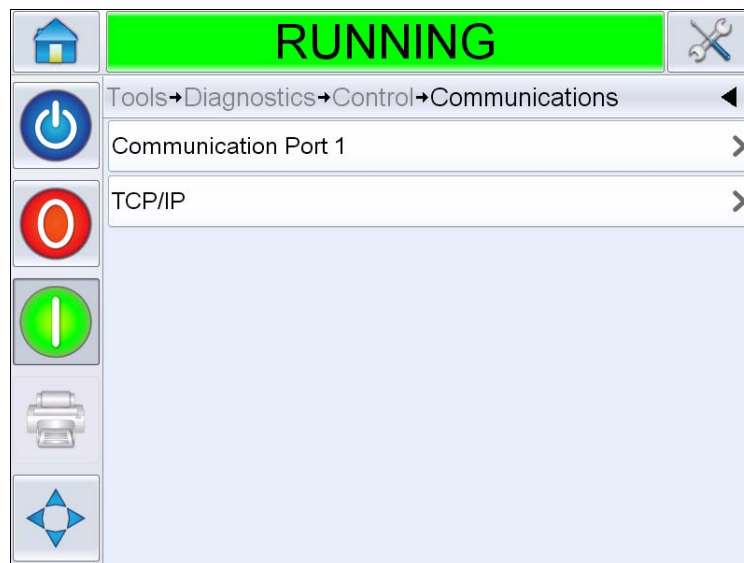 RUNNING
Tools→Diagnostics→Control→Communications
Communication Port 1
TCP/IP